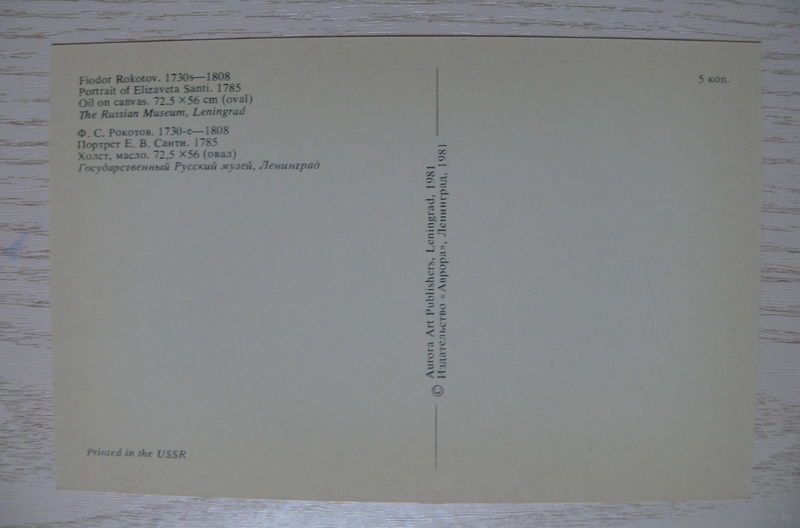 Fiodor Rokotov. 1730s—1808
Portrait of Elizaveta Santi. 1785
Oil on canvas. 72.5 × 56 cm (oval)
The Russian Museum, Leningrad
Ф. С. Рокотов. 1730-е—1808
Портрет Е. В. Санти. 1785
Холст, масло. 72,5 × 56 (овал)
Государственный Русский музей, Ленинград
5 коп.
© Aurora Art Publishers, Leningrad, 1981
Издательство «Аврора», Ленинград, 1981
Printed in the USSR